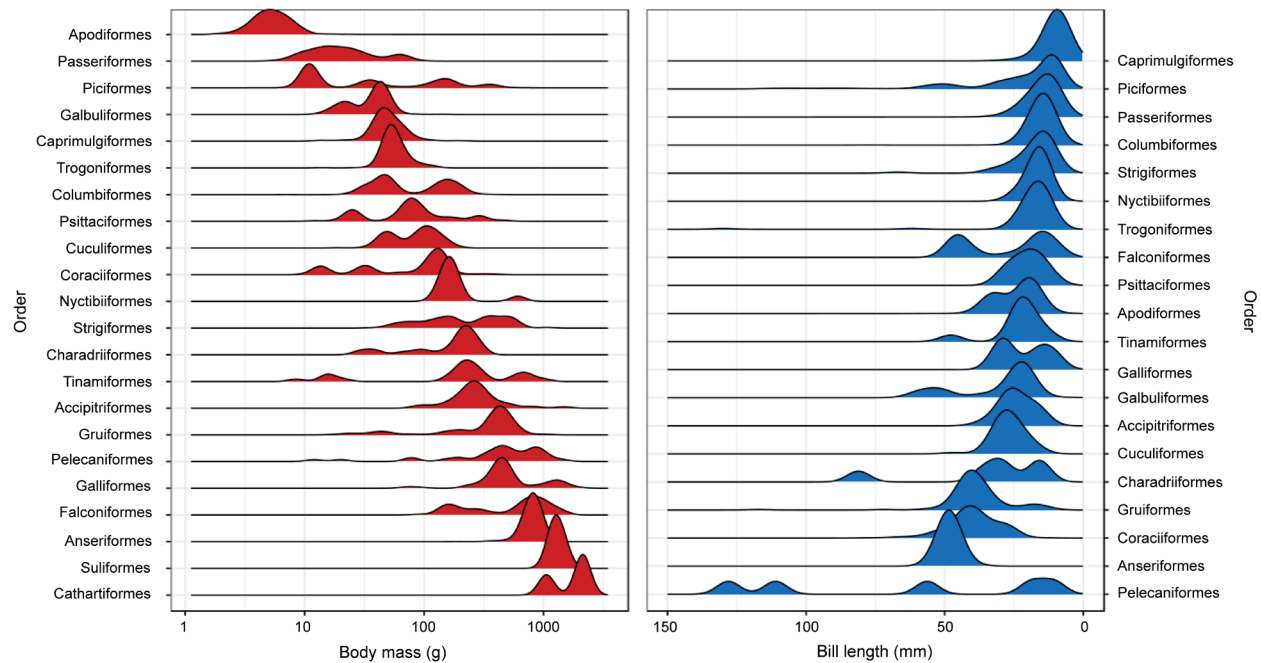 Order
Apodiformes
Passeriformes
Piciformes
Galbuliformes
Caprimulgiformes
Trogoniformes
Columbiformes
Psittaciformes
Cuculiformes
Coraciiformes
Nyctibiiformes
Strigiformes
Charadriiformes
Tinamiformes
Accipitriformes
Gruiformes
Pelecaniformes
Galliformes
Falconiformes
Anseriformes
Suliformes
Cathartiformes
1 10 100 1000
Body mass (g)
Caprimulgiformes
Piciformes
Passeriformes
Columbiformes
Strigiformes
Nyctibiiformes
Trogoniformes
Falconiformes
Psittaciformes
Apodiformes
Tinamiformes
Galliformes
Galbuliformes
Accipitriformes
Cuculiformes
Charadriiformes
Gruiformes
Coraciiformes
Anseriformes
Pelecaniformes
Order
150 100 50 0
Bill length (mm)